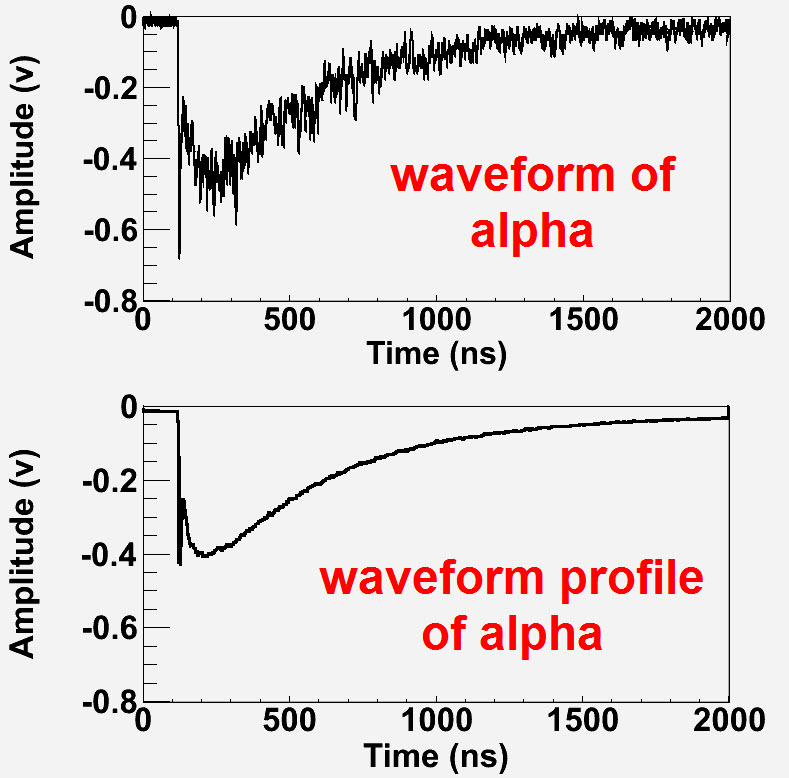 Amplitude (v)
0
-0.2
-0.4
-0.6
-0.8
waveform of
alpha
0 500 1000 1500 2000
Time (ns)
Amplitude (v)
0
-0.2
-0.4
-0.6
-0.8
waveform profile
of alpha
0 500 1000 1500 2000
Time (ns)